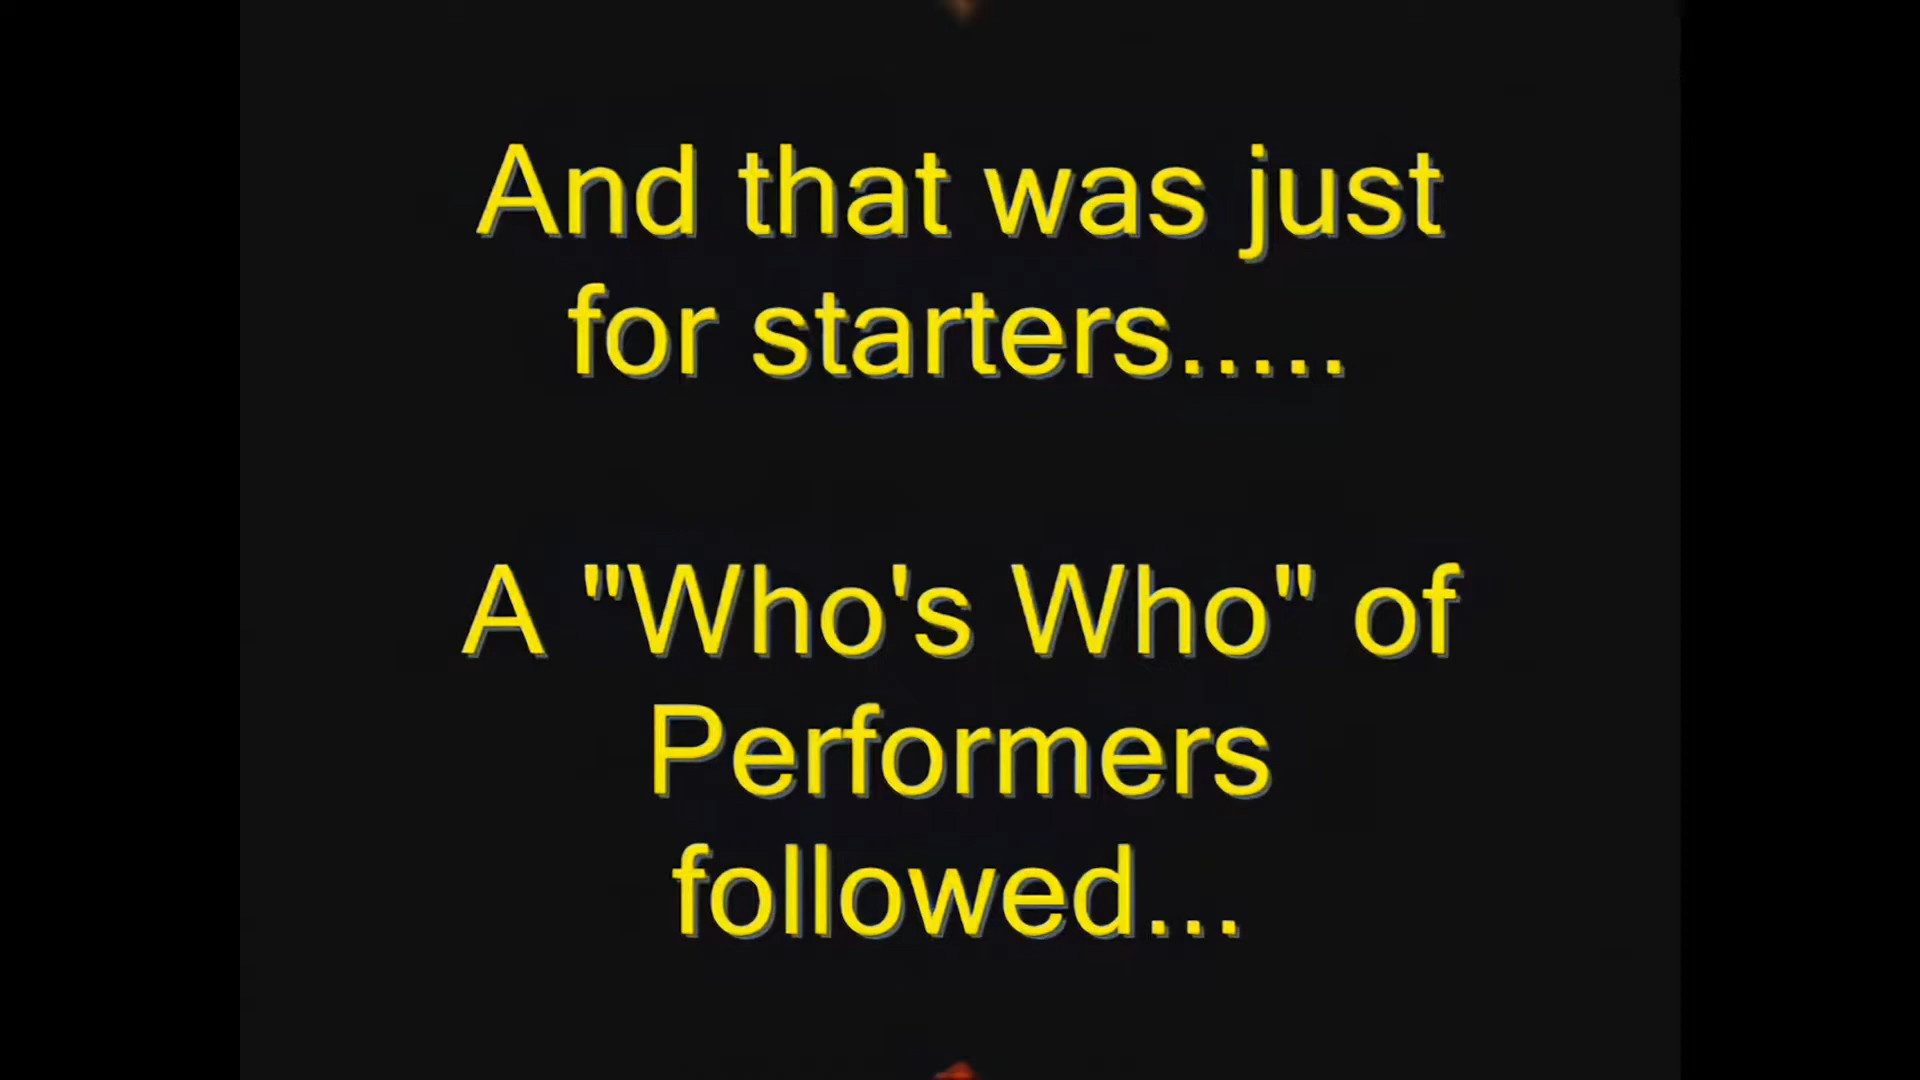 And that was just
for starters.....
A "Who's Who" of
Performers
followed...